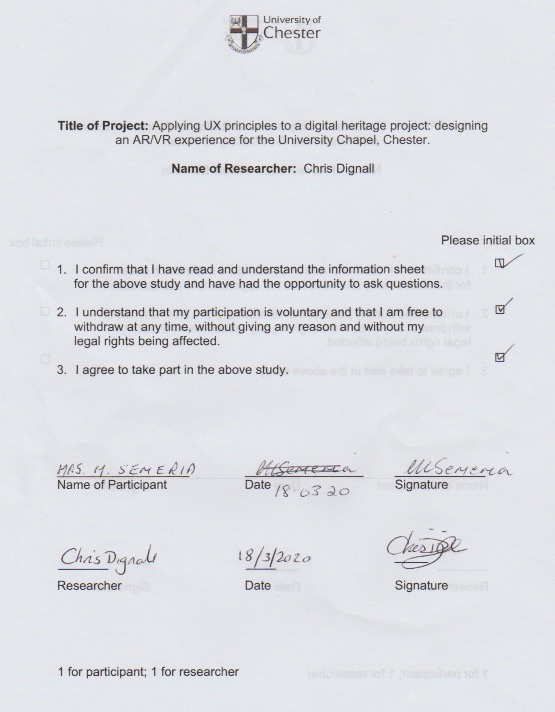 University of
Chester
Title of Project: Applying UX principles to a digital heritage project: designing
an AR/VR experience for the University Chapel, Chester.
Name of Researcher: Chris Dignall
Please initial box
1. I confirm that I have read and understand the information sheet
for the above study and have had the opportunity to ask questions.
2. I understand that my participation is voluntary and that I am free to
withdraw at any time, without giving any reason and without my
legal rights being affected.
3. I agree to take part in the above study.
MRS. M. SEMERIA MSemeria MSemeria
Name of Participant Date 18.03.20 Signature
Chris Dignall 18/3/2020
Researcher Date Signature
1 for participant; 1 for researcher